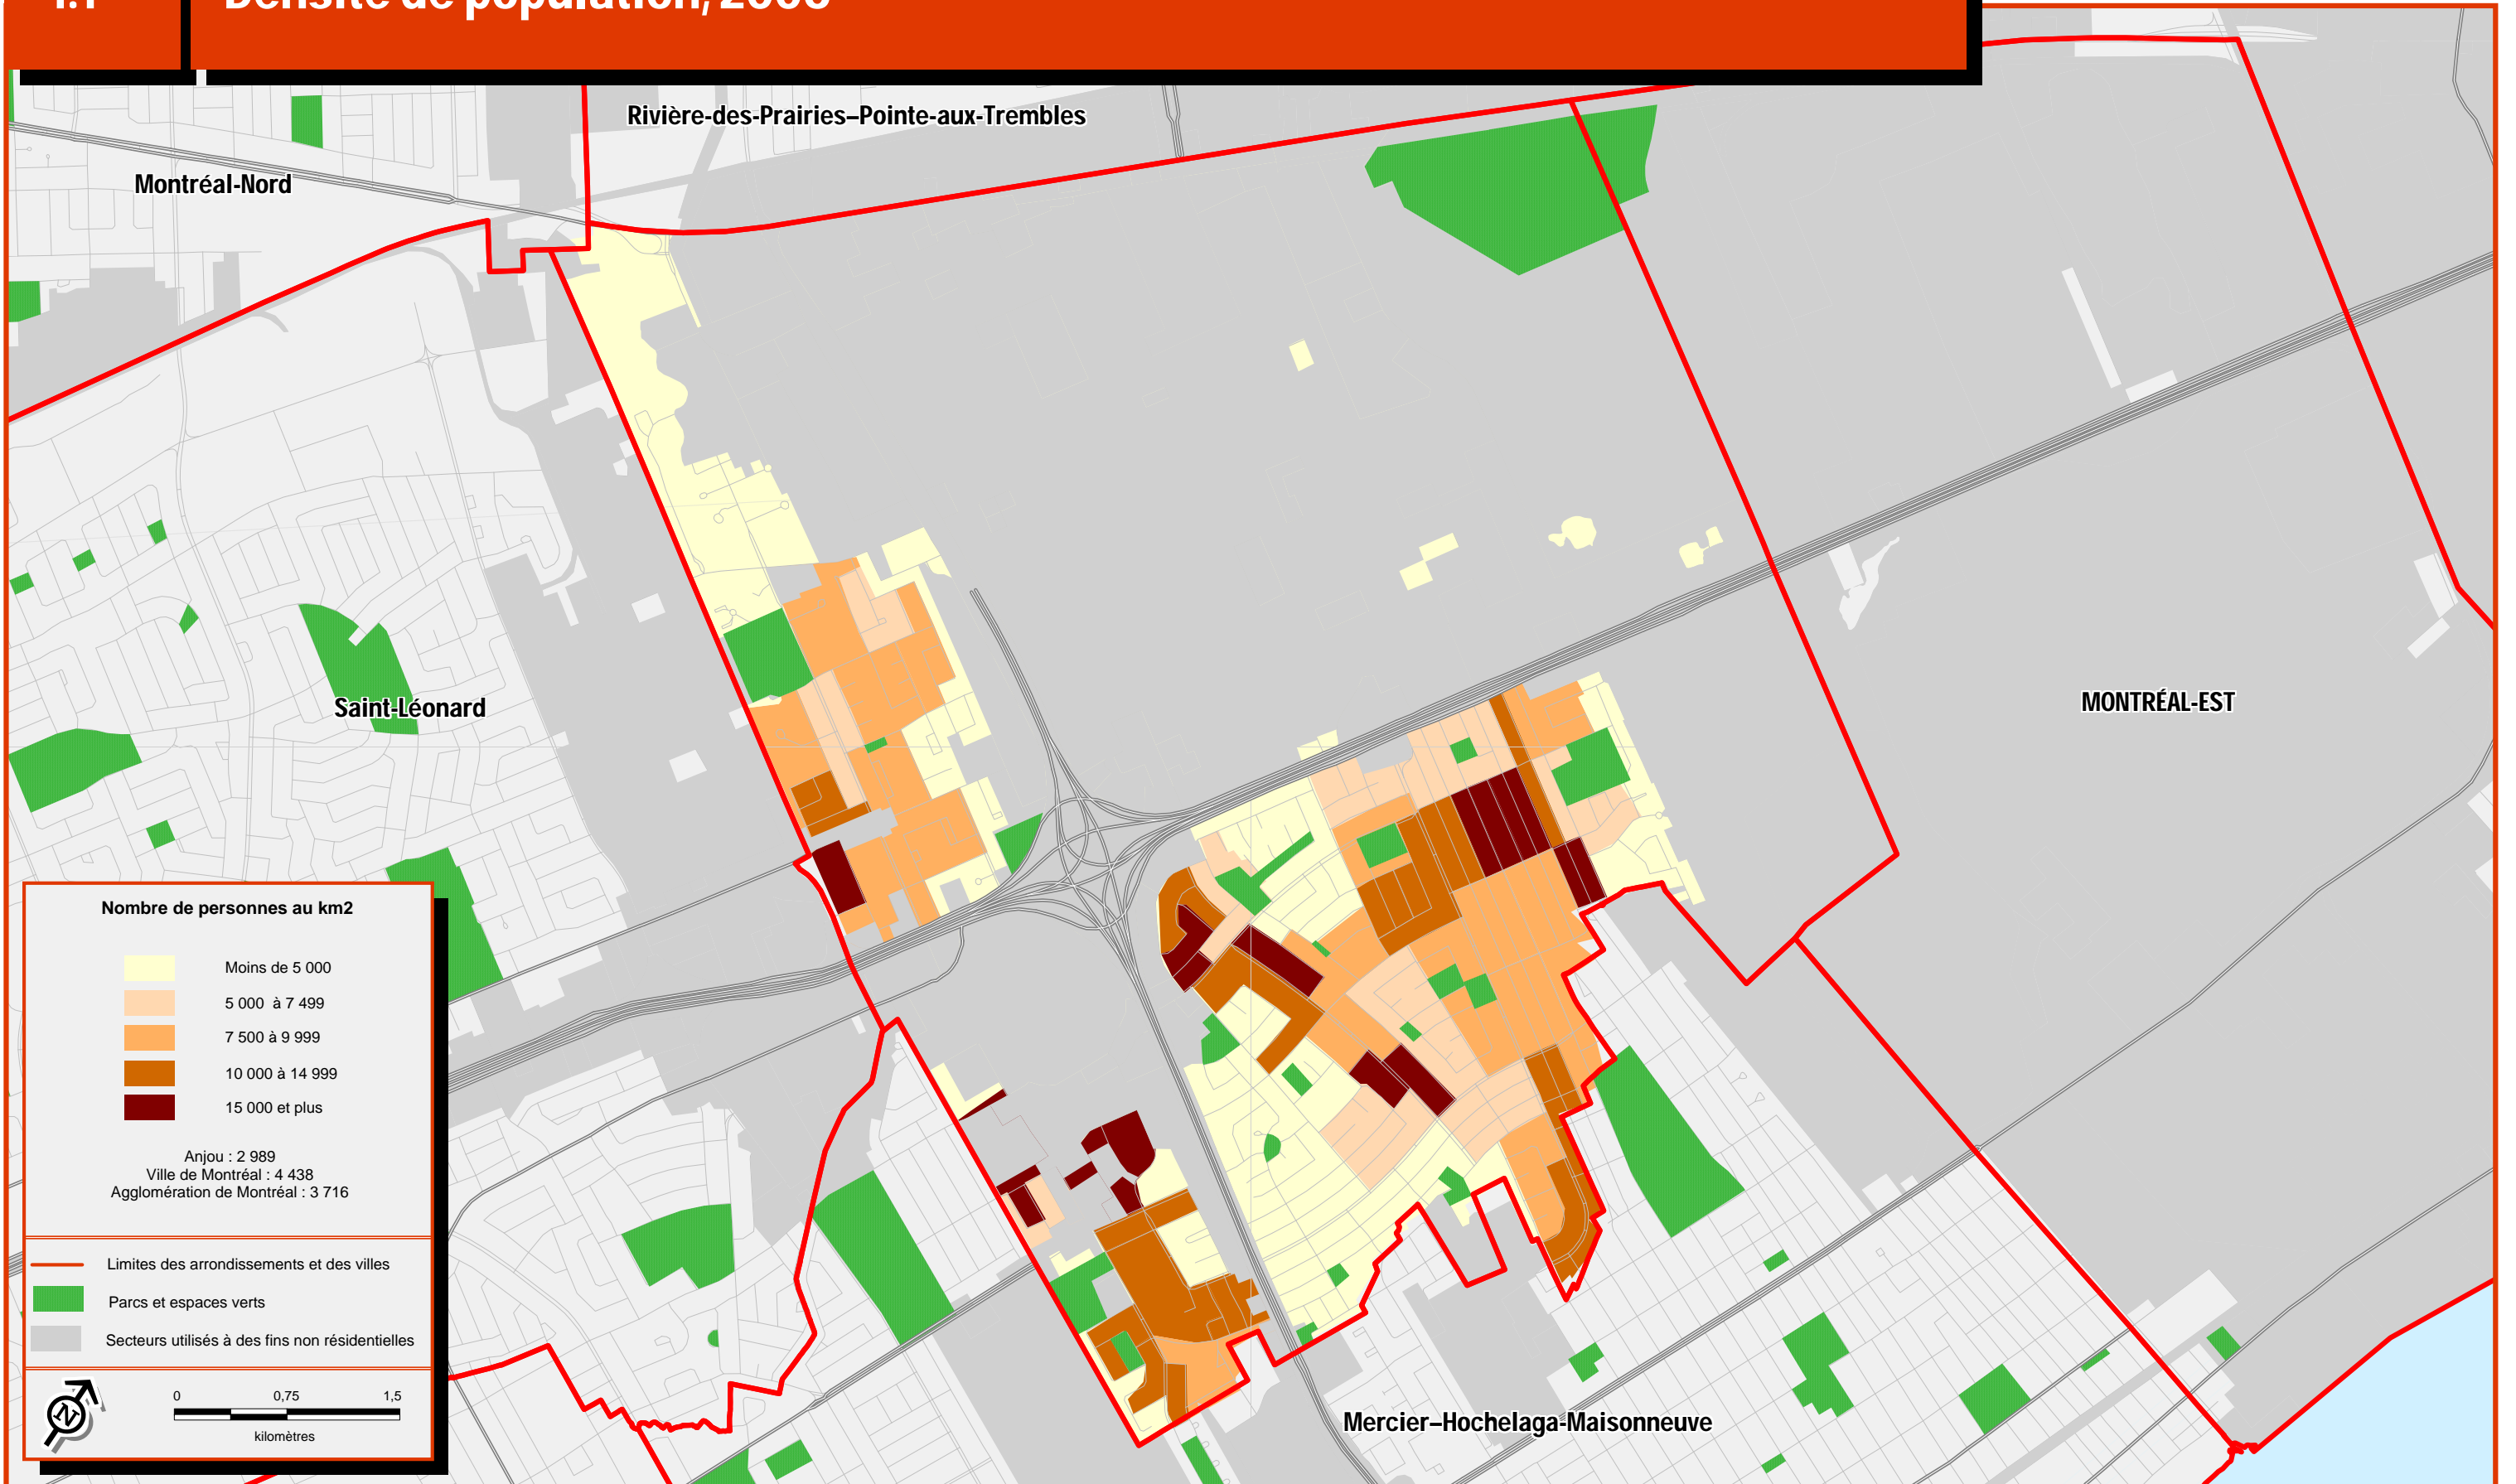 Rivière-des-Prairies–Pointe-aux-Trembles
Montréal-Nord
Saint-Léonard
MONTRÉAL-EST
Mercier–Hochelaga-Maisonneuve
Nombre de personnes au km2
Moins de 5 000
5 000 à 7 499
7 500 à 9 999
10 000 à 14 999
15 000 et plus
Anjou : 2 989
Ville de Montréal : 4 438
Agglomération de Montréal : 3 716
Limites des arrondissements et des villes
Parcs et espaces verts
Secteurs utilisés à des fins non résidentielles
N
0 0,75 1,5
kilomètres